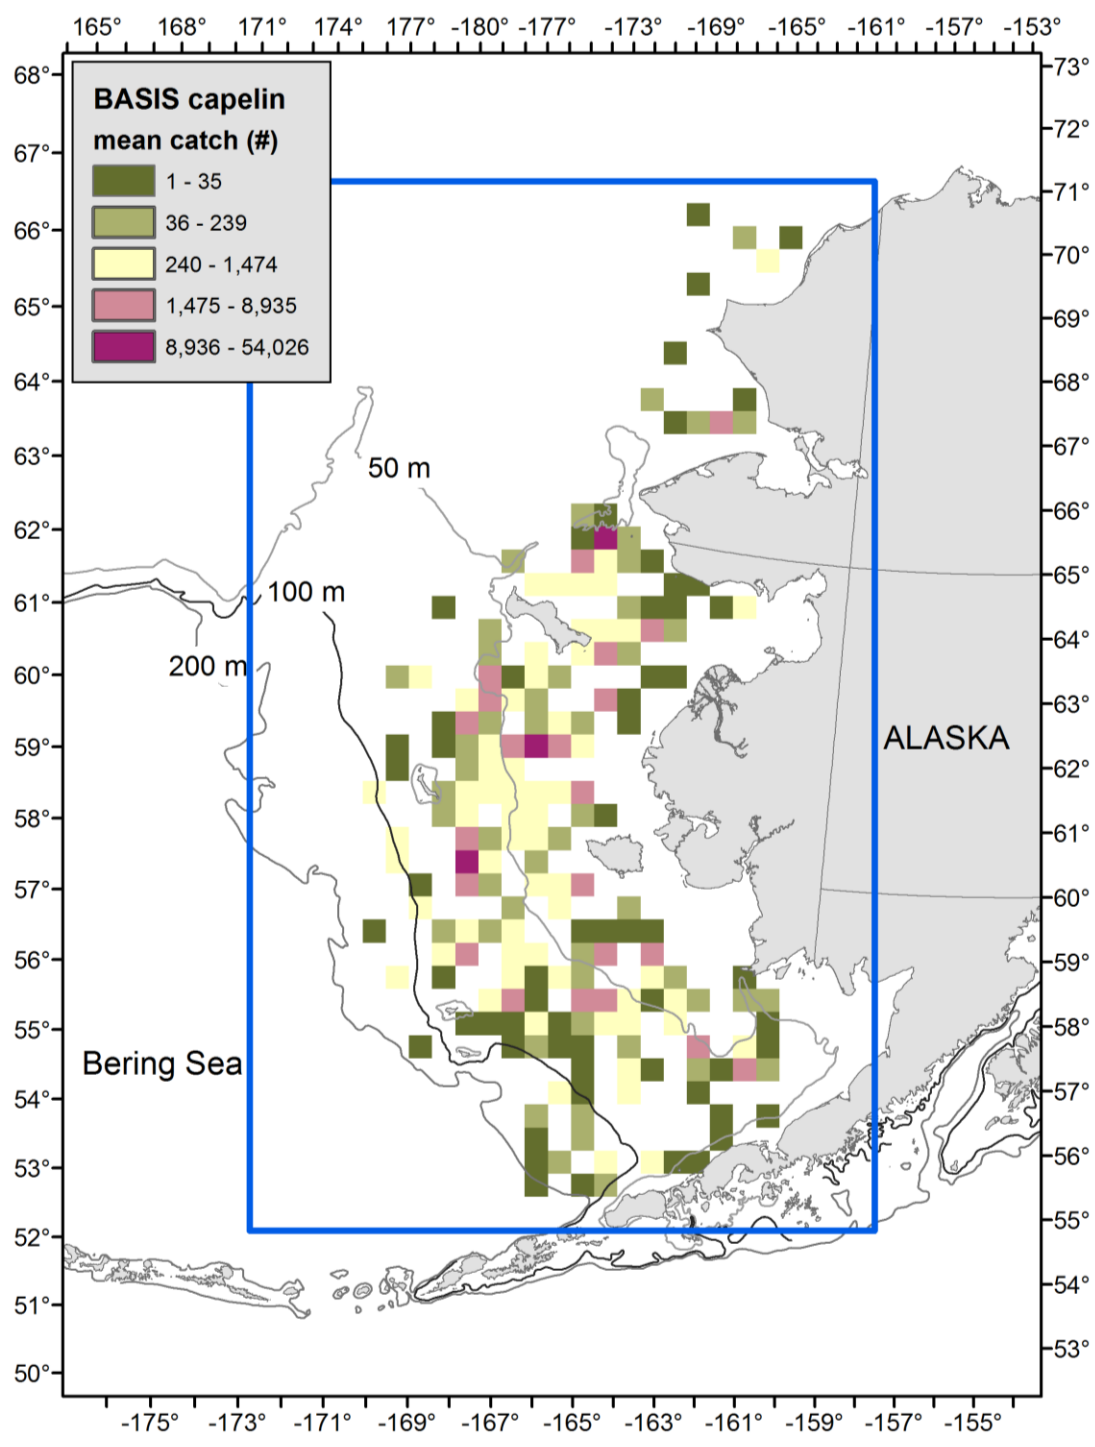 165° 168° 171° 174° 177° -180° -177° -173° -169° -165° -161° -157° -153°
68°
67°
66°
65°
64°
63°
62°
61°
60°
59°
58°
57°
56°
55°
54°
53°
52°
51°
50°
BASIS capelin
mean catch (#)
1 - 35
36 - 239
240 - 1,474
1,475 - 8,935
8,936 - 54,026
50 m
100 m
200 m
ALASKA
Bering Sea
73°
72°
71°
70°
69°
68°
67°
66°
65°
64°
63°
62°
61°
60°
59°
58°
57°
56°
55°
54°
53°
-175° -173° -171° -169° -167° -165° -163° -161° -159° -157° -155°